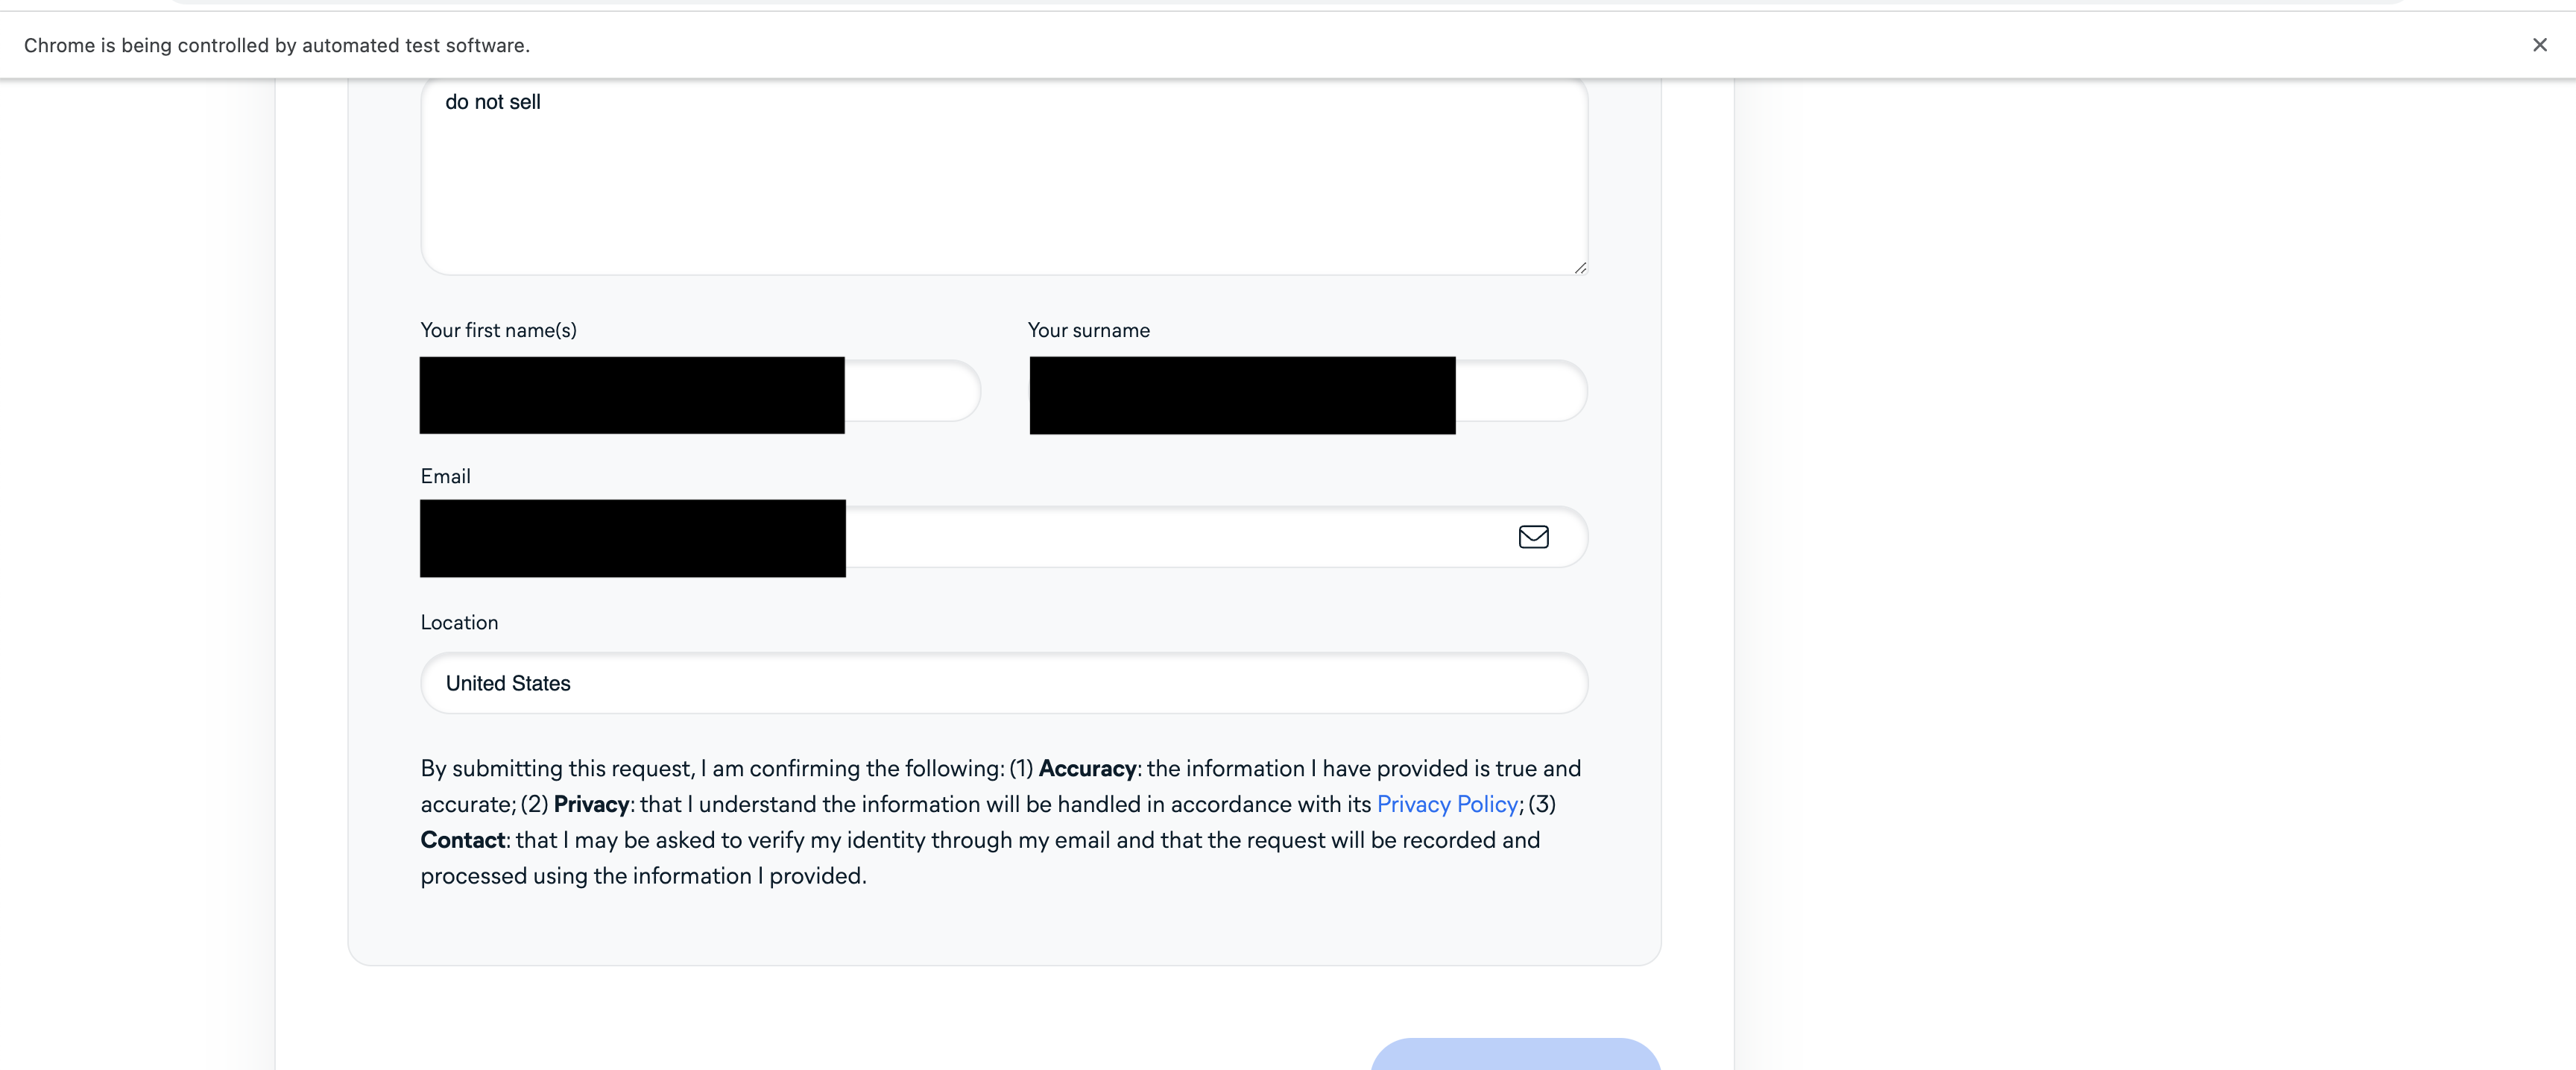 Chrome is being controlled by automated test software.
do not sell
Your first name(s)
Your surname
Email
Location
United States
By submitting this request, I am confirming the following: (1) Accuracy: the information I have provided is true and
accurate; (2) Privacy: that I understand the information will be handled in accordance with its Privacy Policy; (3)
Contact: that I may be asked to verify my identity through my email and that the request will be recorded and
processed using the information I provided.